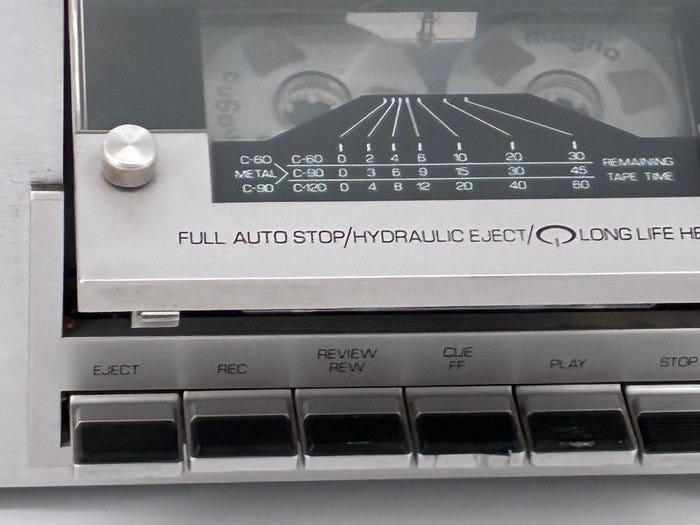 magna
magna
C-60 C-60 0 2 4 6 10 20 30 REMAINING
METAL C-90 0 3 6 9 15 30 45 TAPE TIME
C-90 C-120 0 4 8 12 20 40 60
FULL AUTO STOP/HYDRAULIC EJECT/ LONG LIFE HE
EJECT
REC
REVIEW
REW
CUE
FF
PLAY
STOP